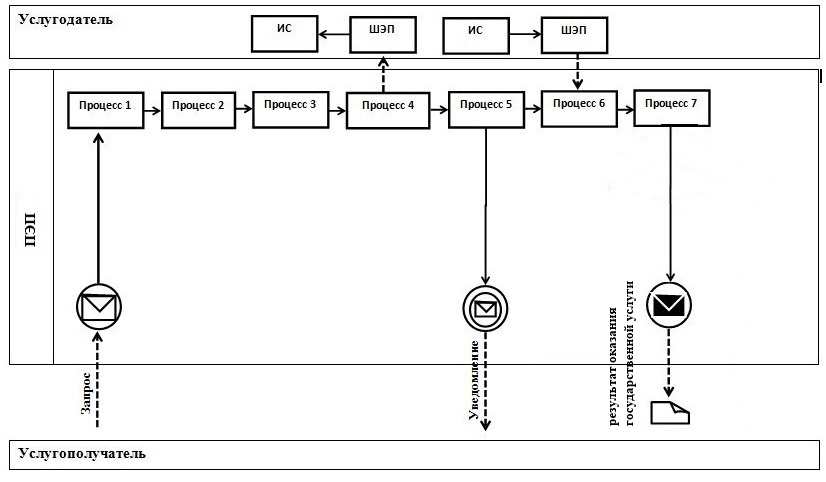 Услугодатель
ИС
ШЭП
ИС
ШЭП
ПЭП
Процесс 1
Процесс 2
Процесс 3
Процесс 4
Процесс 5
Процесс 6
Процесс 7
Запрос
Уведомление
результат оказания
государственной услуги
Услугополучатель